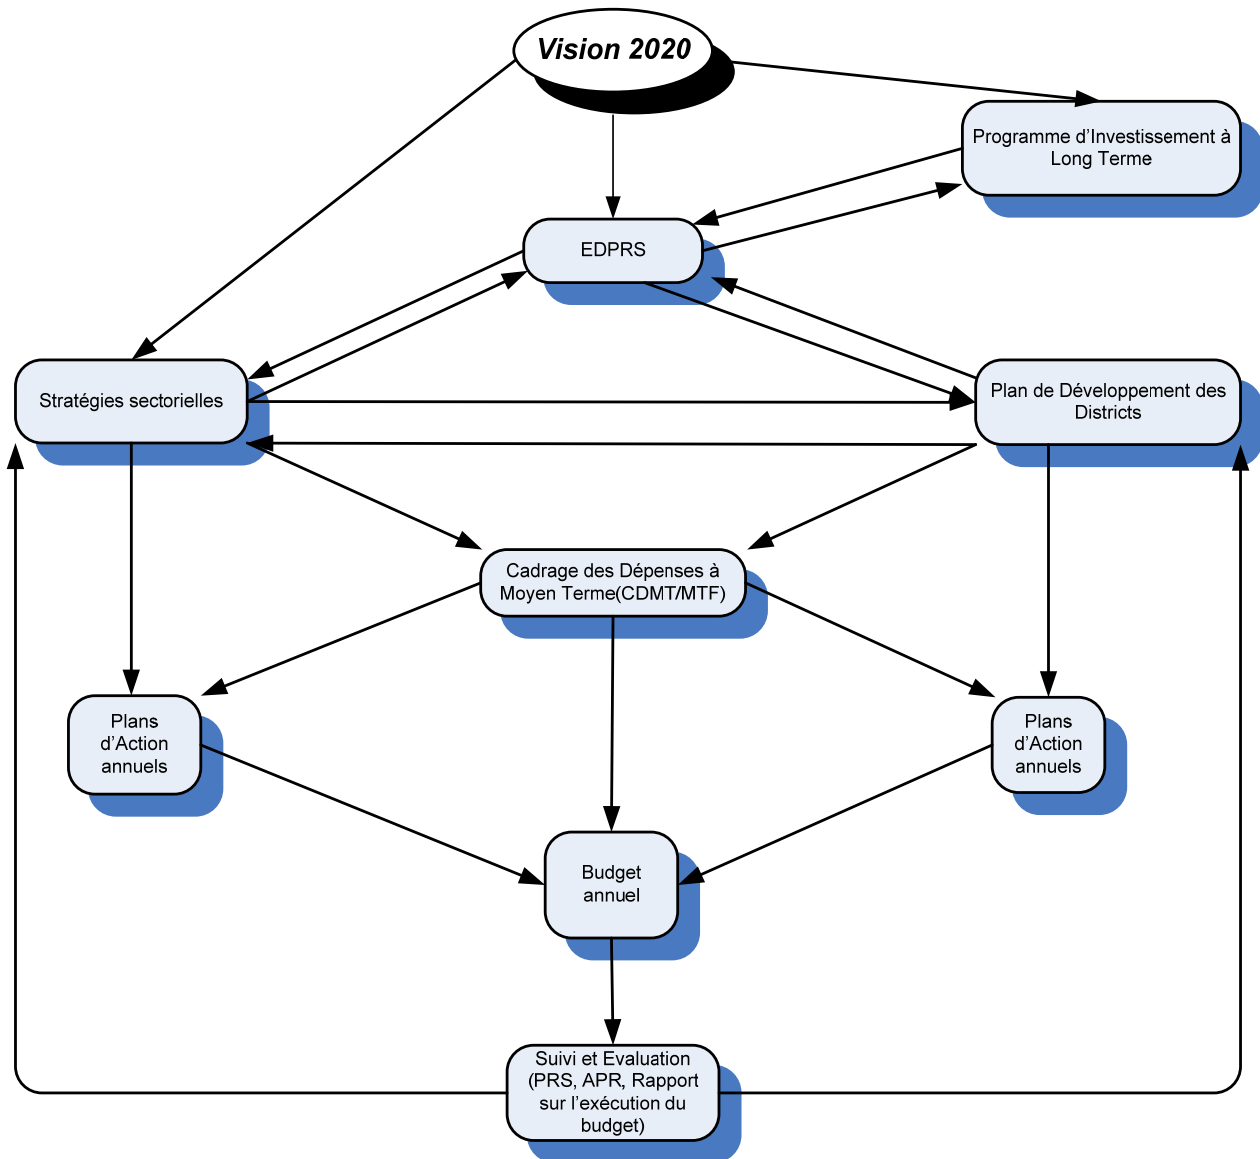 Vision 2020
Programme d'Investissement à
Long Terme
EDPRS
Stratégies sectorielles
Plan de Développement des
Districts
Cadrage des Dépenses à
Moyen Terme(CDMT/MTF)
Plans
d'Action
annuels
Plans
d'Action
annuels
Budget
annuel
Suivi et Evaluation
(PRS, APR, Rapport
sur l'exécution du
budget)